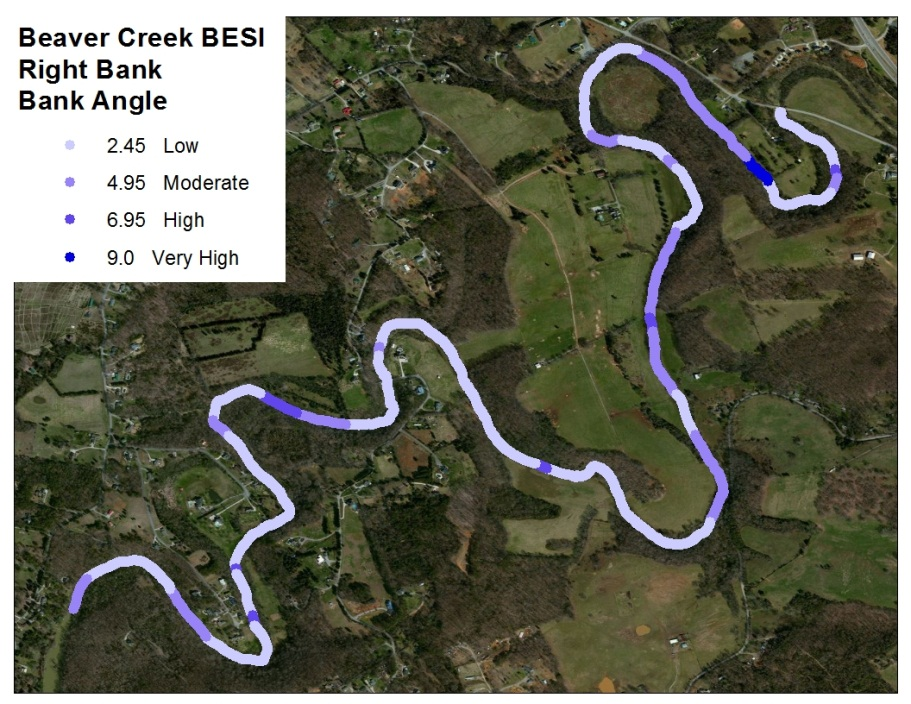 Beaver Creek BESI
Right Bank
Bank Angle
2.45 Low
4.95 Moderate
6.95 High
9.0 Very High